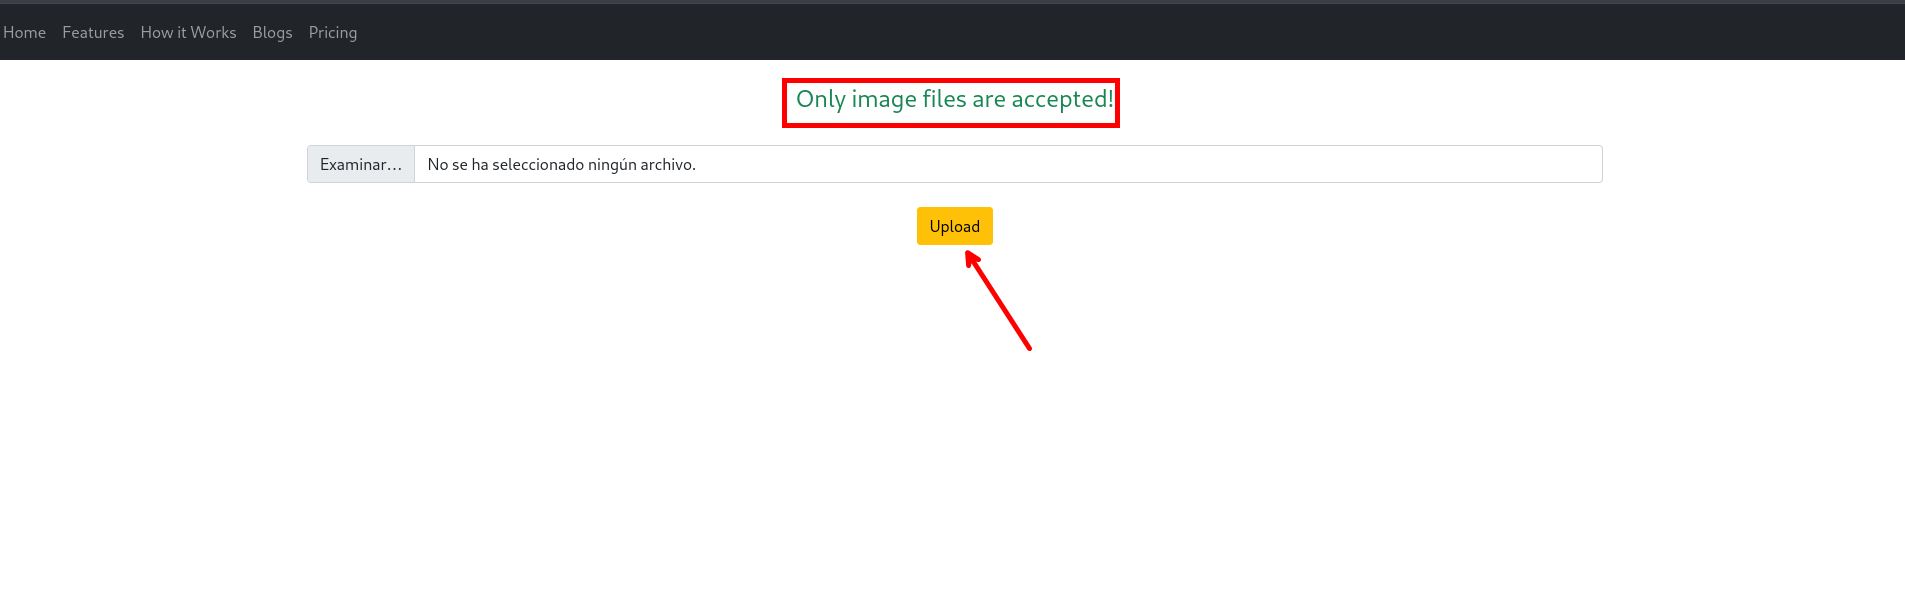 Home Features How it Works Blogs Pricing
Only image files are accepted!
Examinar... No se ha seleccionado ningún archivo.
Upload